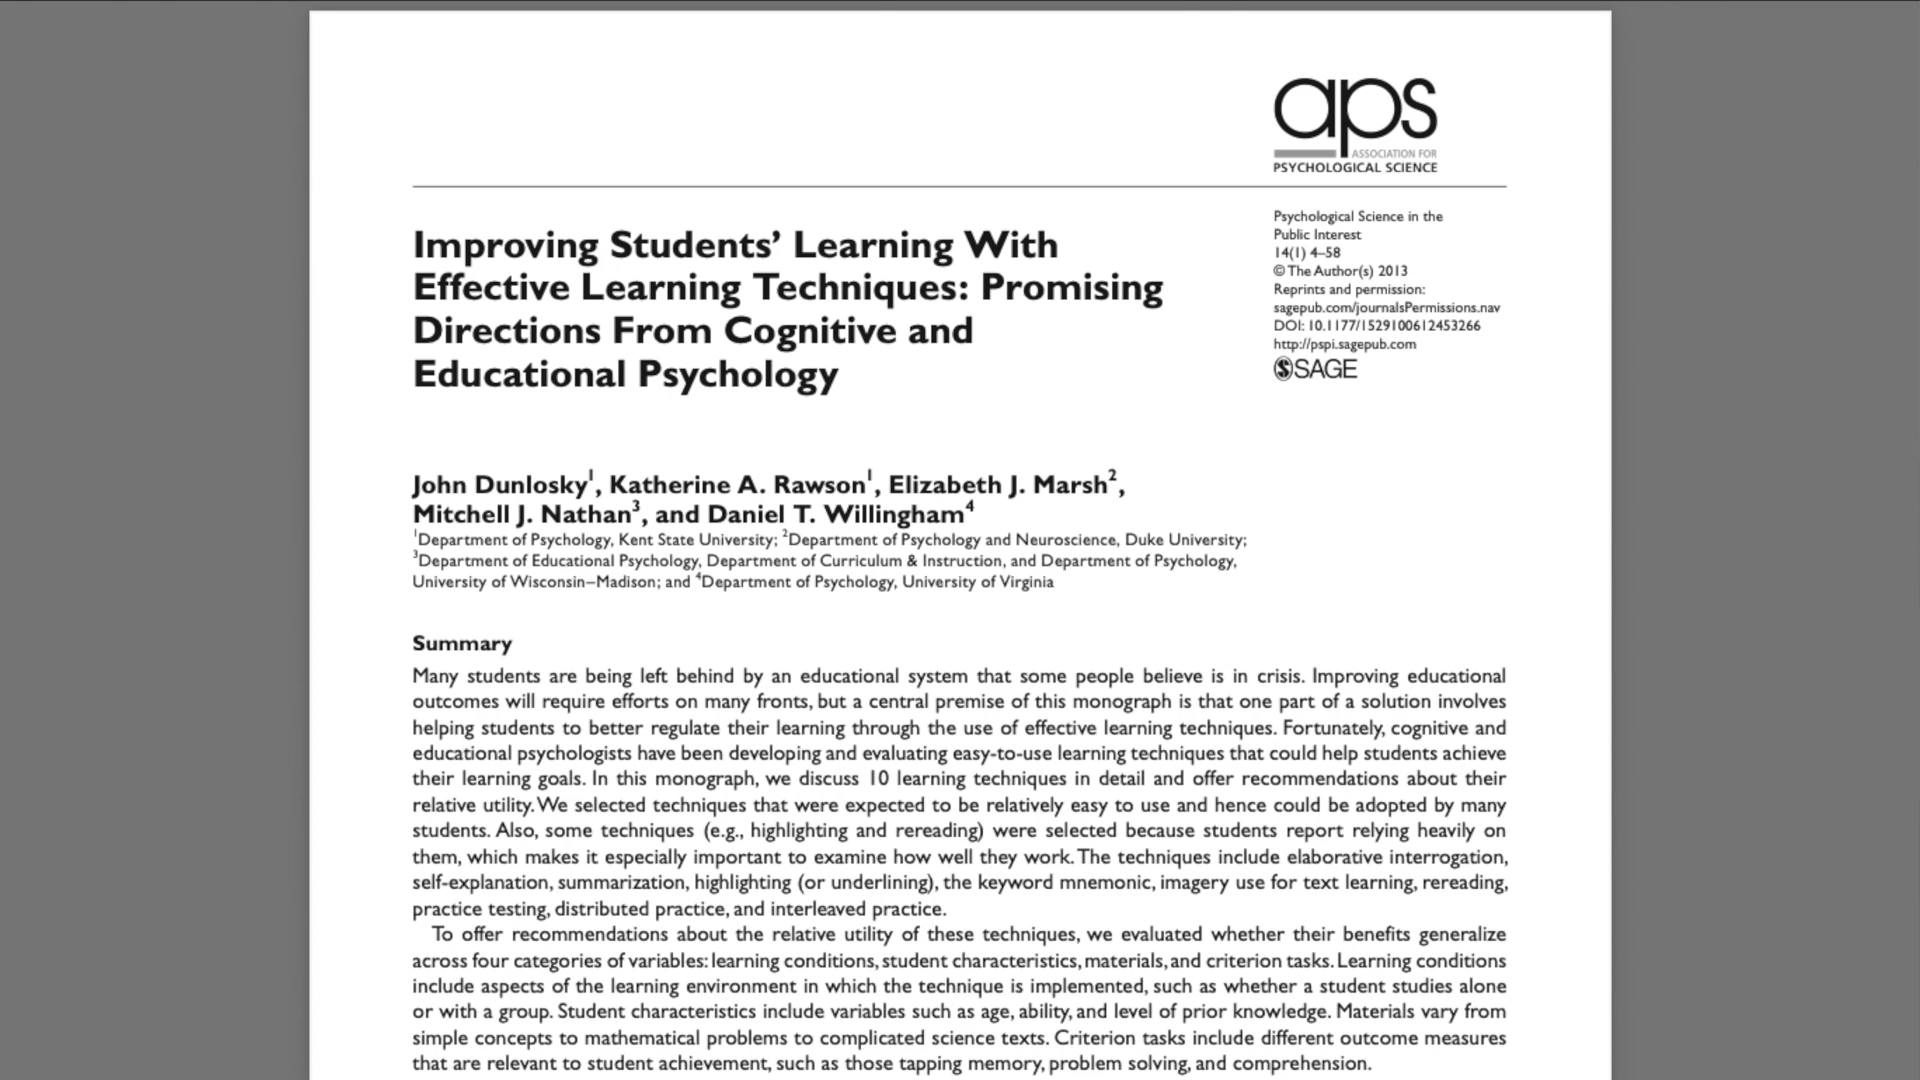 aps
ASSOCIATION FOR
PSYCHOLOGICAL SCIENCE
Psychological Science in the
Public Interest
14(1) 4–58
© The Author(s) 2013
Reprints and permission:
sagepub.com/journalsPermissions.nav
DOI: 10.1177/1529100612453266
http://pspi.sagepub.com
SAGE
Improving Students’ Learning With
Effective Learning Techniques: Promising
Directions From Cognitive and
Educational Psychology
John Dunlosky1, Katherine A. Rawson1, Elizabeth J. Marsh2,
Mitchell J. Nathan3, and Daniel T. Willingham4
1Department of Psychology, Kent State University; 2Department of Psychology and Neuroscience, Duke University;
3Department of Educational Psychology, Department of Curriculum & Instruction, and Department of Psychology,
University of Wisconsin–Madison; and 4Department of Psychology, University of Virginia
Summary
Many students are being left behind by an educational system that some people believe is in crisis. Improving educational
outcomes will require efforts on many fronts, but a central premise of this monograph is that one part of a solution involves
helping students to better regulate their learning through the use of effective learning techniques. Fortunately, cognitive and
educational psychologists have been developing and evaluating easy-to-use learning techniques that could help students achieve
their learning goals. In this monograph, we discuss 10 learning techniques in detail and offer recommendations about their
relative utility. We selected techniques that were expected to be relatively easy to use and hence could be adopted by many
students. Also, some techniques (e.g., highlighting and rereading) were selected because students report relying heavily on
them, which makes it especially important to examine how well they work. The techniques include elaborative interrogation,
self-explanation, summarization, highlighting (or underlining), the keyword mnemonic, imagery use for text learning, rereading,
practice testing, distributed practice, and interleaved practice.
To offer recommendations about the relative utility of these techniques, we evaluated whether their benefits generalize
across four categories of variables: learning conditions, student characteristics, materials, and criterion tasks. Learning conditions
include aspects of the learning environment in which the technique is implemented, such as whether a student studies alone
or with a group. Student characteristics include variables such as age, ability, and level of prior knowledge. Materials vary from
simple concepts to mathematical problems to complicated science texts. Criterion tasks include different outcome measures
that are relevant to student achievement, such as those tapping memory, problem solving, and comprehension.